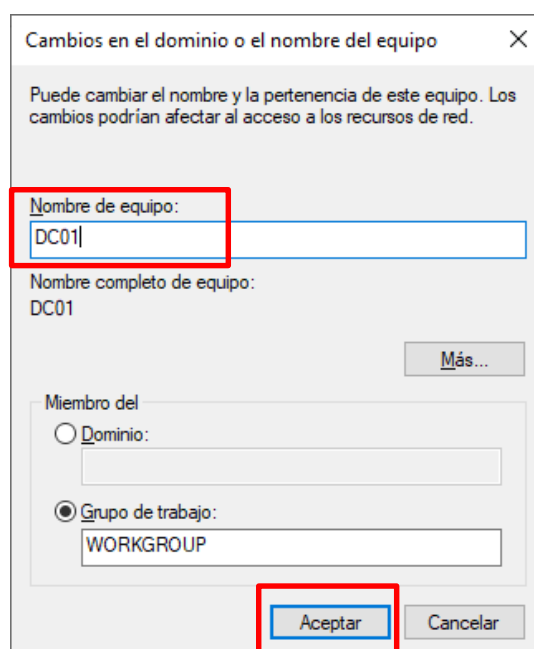 Cambios en el dominio o el nombre del equipo
Puede cambiar el nombre y la pertenencia de este equipo. Los
cambios podrían afectar al acceso a los recursos de red.
Nombre de equipo:
DC01
Nombre completo de equipo:
DC01
Más...
Miembro del
Dominio:
Grupo de trabajo:
WORKGROUP
Aceptar Cancelar